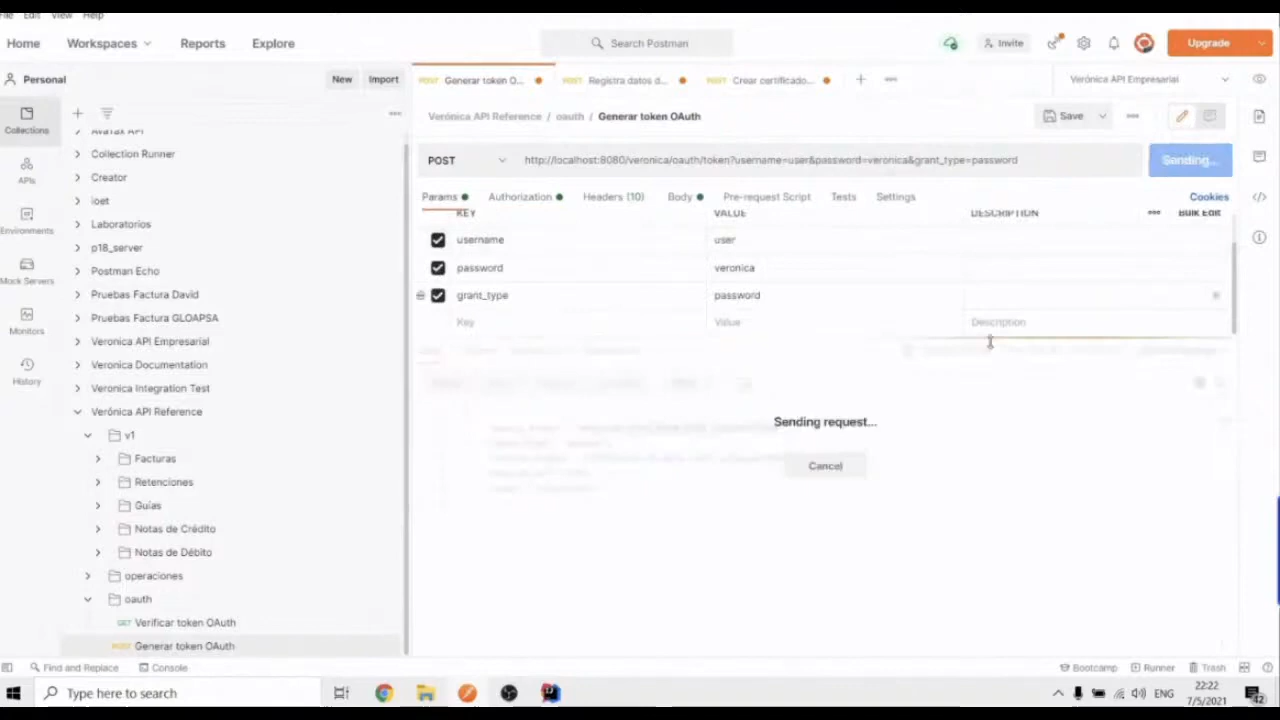 File Edit View Help
Home Workspaces Reports Explore Search Postman Invite Upgrade
Personal New Import
POST Generar token O... POST Registra datos d... POST Crear certificado... Verónica API Empresarial
Collections
APIs
Environments
Mock Servers
Monitors
History
AvaTax API
Collection Runner
Creator
ioet
Laboratorios
p18_server
Postman Echo
Pruebas Factura David
Pruebas Factura GLOAPSA
Veronica API Empresarial
Veronica Documentation
Veronica Integration Test
Verónica API Reference
v1
Facturas
Retenciones
Guías
Notas de Crédito
Notas de Débito
operaciones
oauth
GET Verificar token OAuth
POST Generar token OAuth
Verónica API Reference / oauth / Generar token OAuth Save
POST http://localhost:8080/veronica/oauth/token?username=user&password=veronica&grant_type=password Sending...
Params Authorization Headers (10) Body Pre-request Script Tests Settings Cookies
KEY VALUE DESCRIPTION Bulk Edit
username user
password veronica
grant_type password
Key Value Description
Sending request...
Cancel
Find and Replace Console Bootcamp Runner Trash
Type here to search ENG 22:22
7/5/2021 42